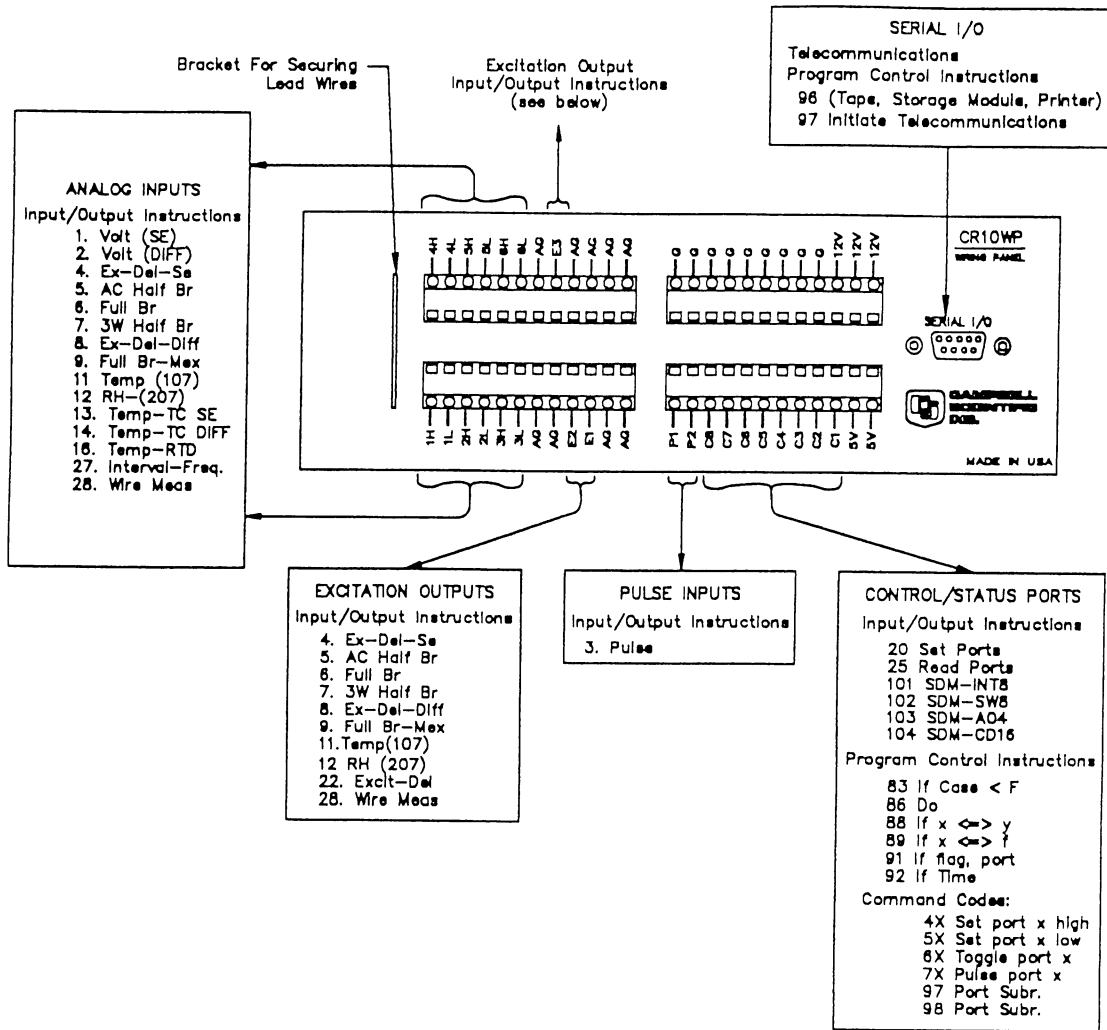 SERIAL I/O
Telecommunications
Program Control Instructions
96 (Tape, Storage Module, Printer)
97 Initiate Telecommunications
Bracket For Securing
Lead Wires
Excitation Output
Input/Output Instructions
(see below)
ANALOG INPUTS
Input/Output Instructions
1. Volt (SE)
2. Volt (DIFF)
4. Ex-Del-Se
5. AC Half Br
6. Full Br
7. 3W Half Br
8. Ex-Del-Diff
9. Full Br-Mex
11 Temp (107)
12 RH-(207)
13. Temp-TC SE
14. Temp-TC DIFF
16. Temp-RTD
27. Interval-Freq.
28. Wire Meas
4H 4L 5H 5L 6H 6L AG E3 AG AG AG AG
G G G G G G G G G 12V 12V 12V
CR10WP
WIRING PANEL
SERIAL I/O
1H 1L 2H 2L 3H 3L AG AG E2 E1 AG AG
P1 P2 C8 C7 C6 C5 C4 C3 C2 C1 5V 5V
CAMPBELL
SCIENTIFIC
INC.
MADE IN USA
EXCITATION OUTPUTS
Input/Output Instructions
4. Ex-Del-Se
5. AC Half Br
6. Full Br
7. 3W Half Br
8. Ex-Del-Diff
9. Full Br-Mex
11.Temp(107)
12 RH (207)
22. Excit-Del
28. Wire Meas
PULSE INPUTS
Input/Output Instructions
3. Pulse
CONTROL/STATUS PORTS
Input/Output Instructions
20 Set Ports
25 Read Ports
101 SDM-INT8
102 SDM-SW8
103 SDM-A04
104 SDM-CD16
Program Control Instructions
83 If Case < F
86 Do
88 If x <=> y
89 If x <=> f
91 If flag, port
92 If Time
Command Codes:
4X Set port x high
5X Set port x low
6X Toggle port x
7X Pulse port x
97 Port Subr.
98 Port Subr.